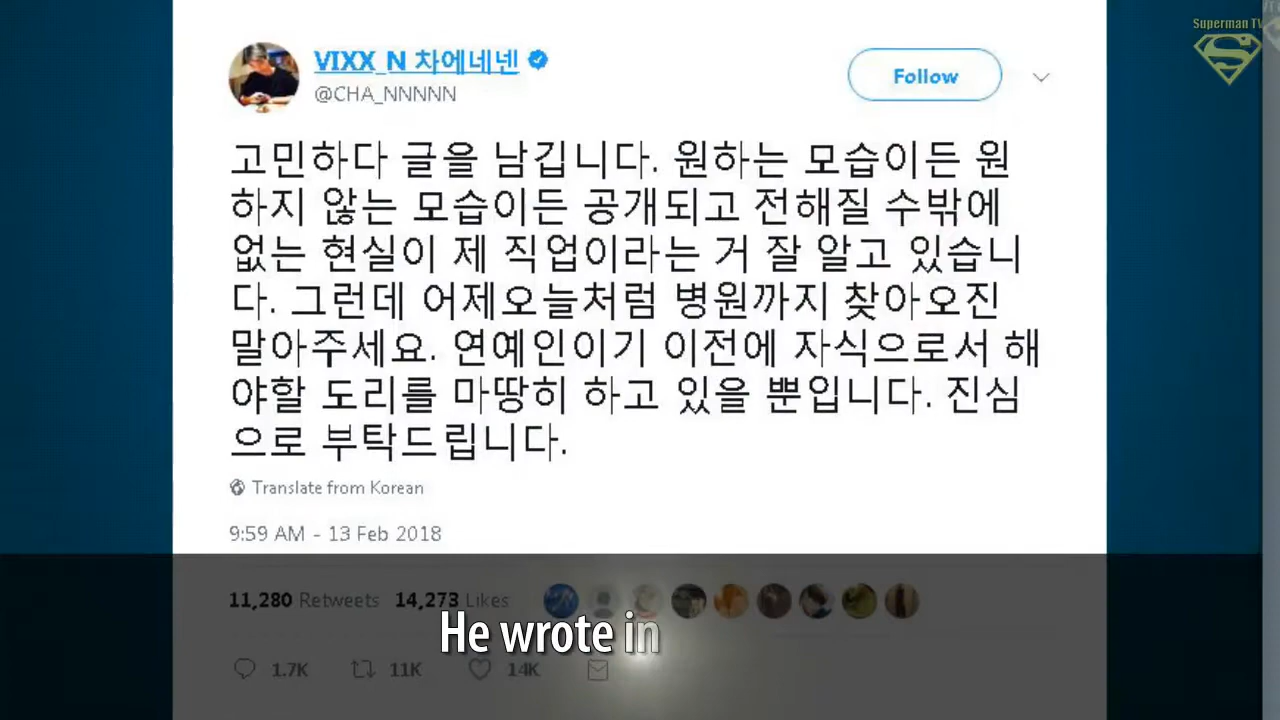 Superman TV
VIXX_N 차에네넨
@CHA_NNNNN
Follow
고민하다 글을 남깁니다. 원하는 모습이든 원
하지 않는 모습이든 공개되고 전해질 수밖에
없는 현실이 제 직업이라는 거 잘 알고 있습니
다. 그런데 어제오늘처럼 병원까지 찾아오진
말아주세요. 연예인이기 이전에 자식으로서 해
야할 도리를 마땅히 하고 있을 뿐입니다. 진심
으로 부탁드립니다.
Translate from Korean
9:59 AM - 13 Feb 2018
11,280 Retweets 14,273 Likes
He wrote in
1.7K 11K 14K